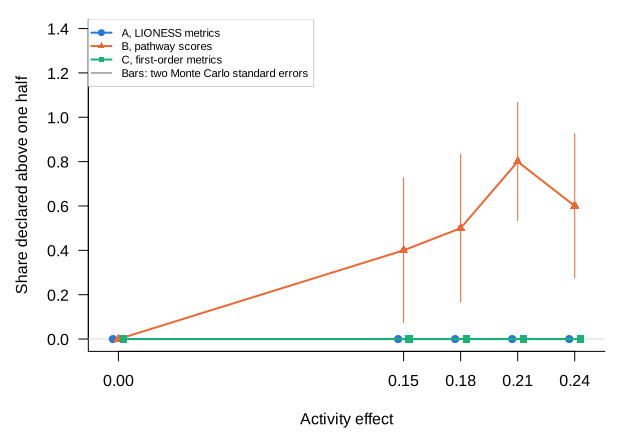 A, LIONESS metrics
B, pathway scores
C, first-order metrics
Bars: two Monte Carlo standard errors
Share declared above one half
1.4
1.2
1.0
0.8
0.6
0.4
0.2
0.0
0.00 0.15 0.18 0.21 0.24
Activity effect